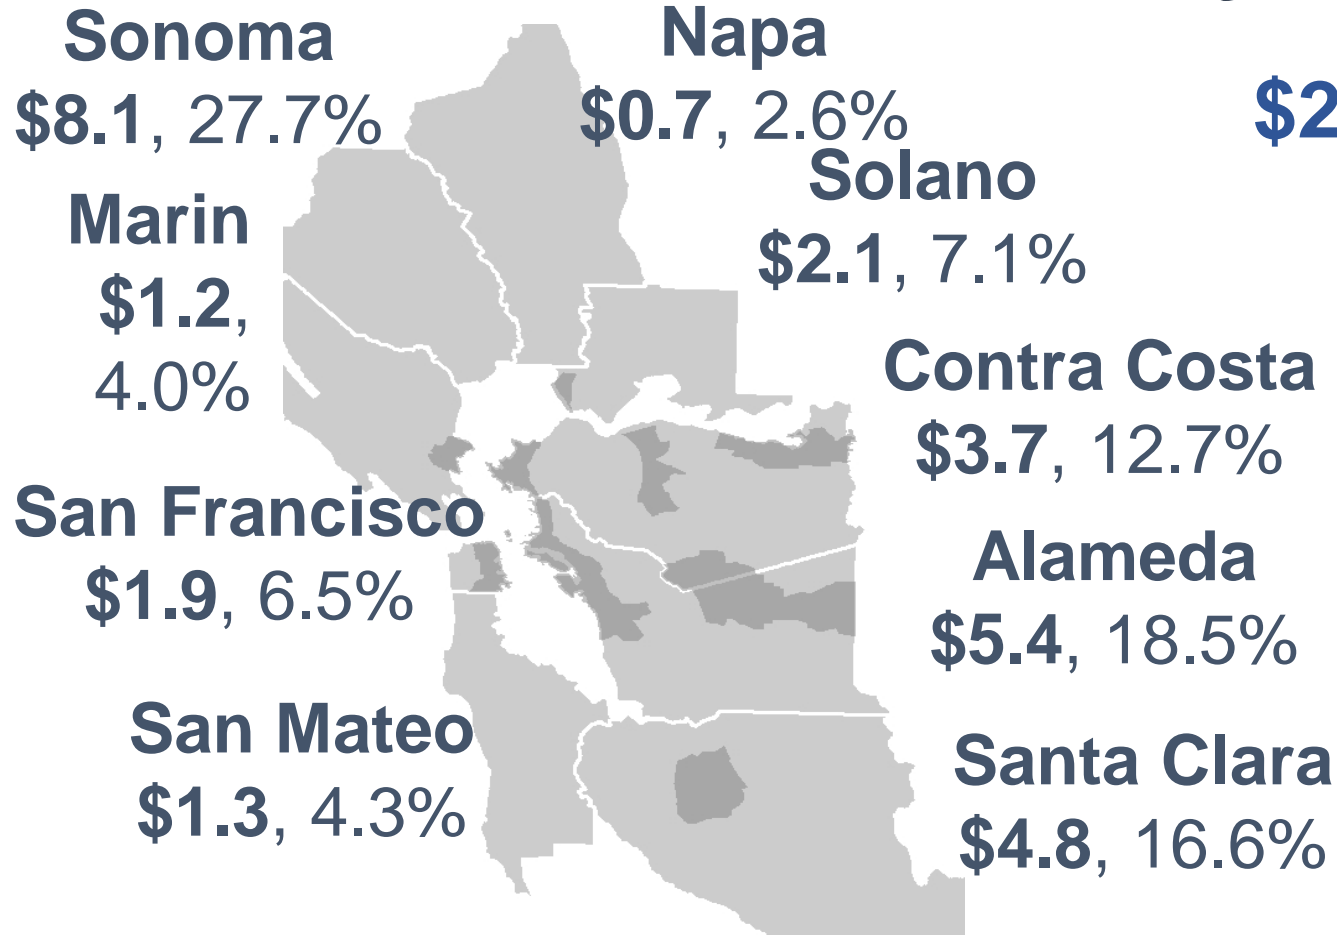 Sonoma
$8.1, 27.7%
Napa
$0.7, 2.6%
$2
Solano
$2.1, 7.1%
Marin
$1.2,
4.0%
Contra Costa
$3.7, 12.7%
San Francisco
$1.9, 6.5%
Alameda
$5.4, 18.5%
San Mateo
$1.3, 4.3%
Santa Clara
$4.8, 16.6%